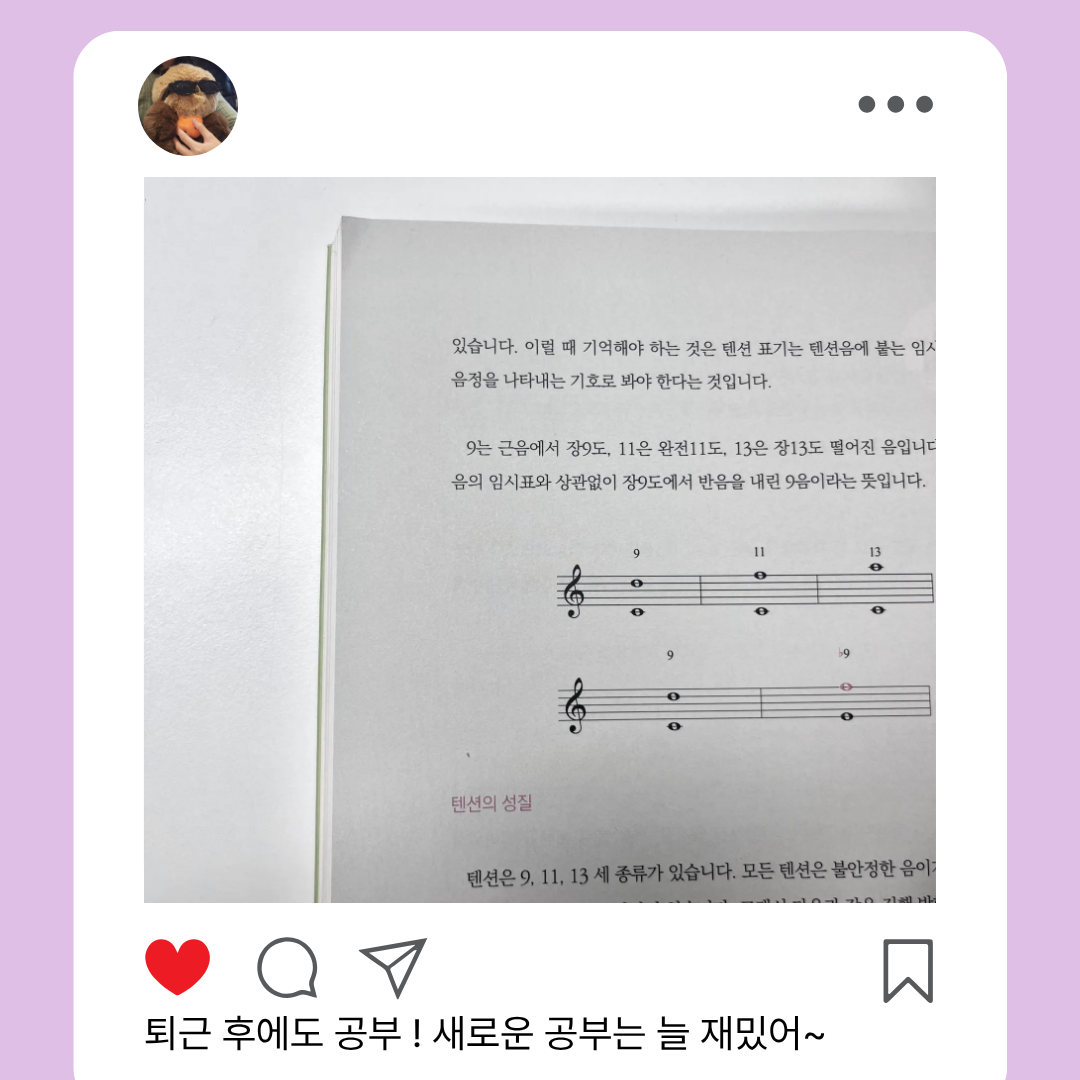 있습니다. 이럴 때 기억해야 하는 것은 텐션 표기는 텐션음에 붙는
음정을 나타내는 기호로 봐야 한다는 것입니다.
9는 근음에서 장9도, 11은 완전11도, 13은 장13도 떨어진 음입니다
음의 임시표와 상관없이 장9도에서 반음을 내린 9음이라는 뜻입니다.
9 11 13
9 ♭9
텐션의 성질
텐션은 9, 11, 13 세 종류가 있습니다. 모든 텐션은 불안정한
퇴근 후에도 공부 ! 새로운 공부는 늘 재밌어~